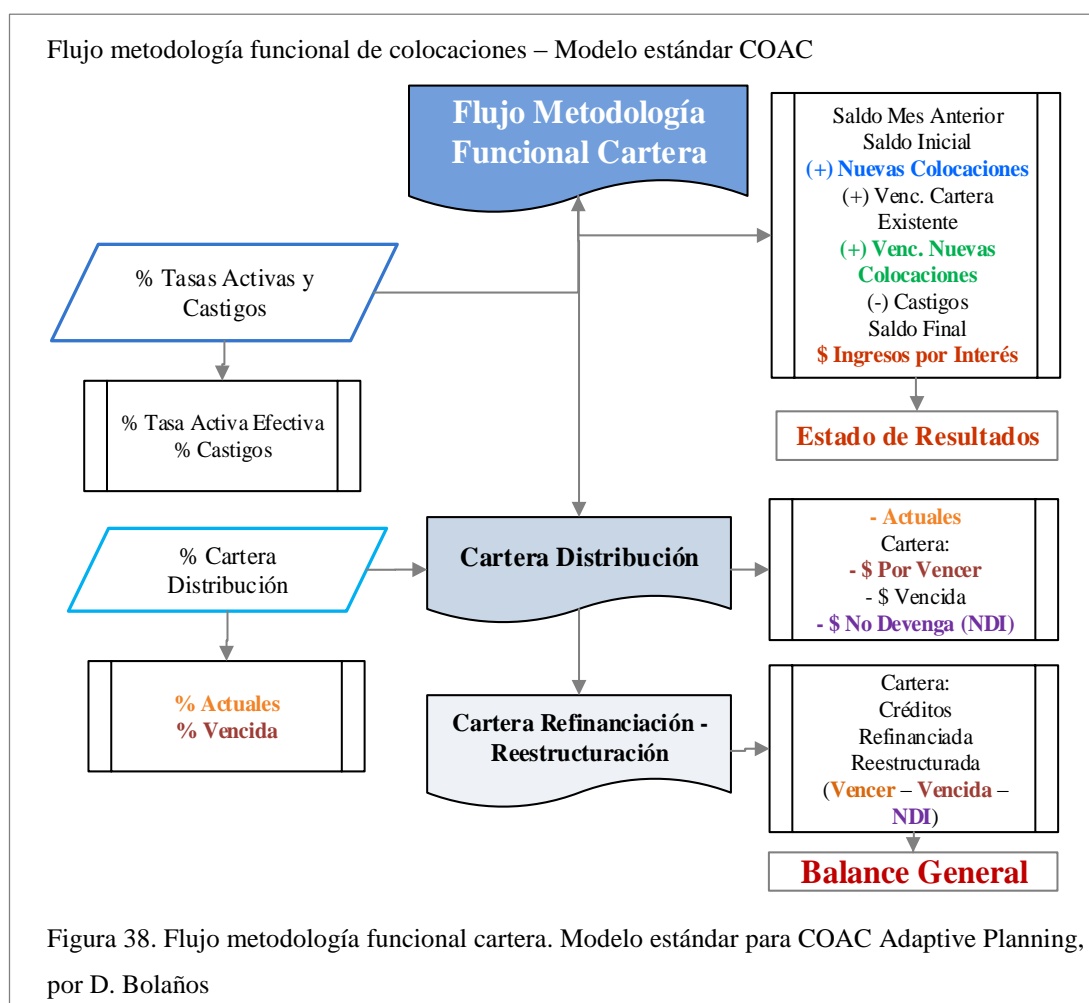 Flujo metodología funcional de colocaciones – Modelo estándar COAC
Flujo Metodología
Funcional Cartera
Saldo Mes Anterior
Saldo Inicial
(+) Nuevas Colocaciones
(+) Venc. Cartera
Existente
(+) Venc. Nuevas
Colocaciones
(-) Castigos
Saldo Final
$ Ingresos por Interés
% Tasas Activas y
Castigos
% Tasa Activa Efectiva
% Castigos
Estado de Resultados
% Cartera
Distribución
Cartera Distribución
- Actuales
Cartera:
- $ Por Vencer
- $ Vencida
- $ No Devenga (NDI)
% Actuales
% Vencida
Cartera Refinanciación -
Reestructuración
Cartera:
Créditos
Refinanciada
Reestructurada
(Vencer – Vencida –
NDI)
Balance General
Figura 38. Flujo metodología funcional cartera. Modelo estándar para COAC Adaptive Planning,
por D. Bolaños